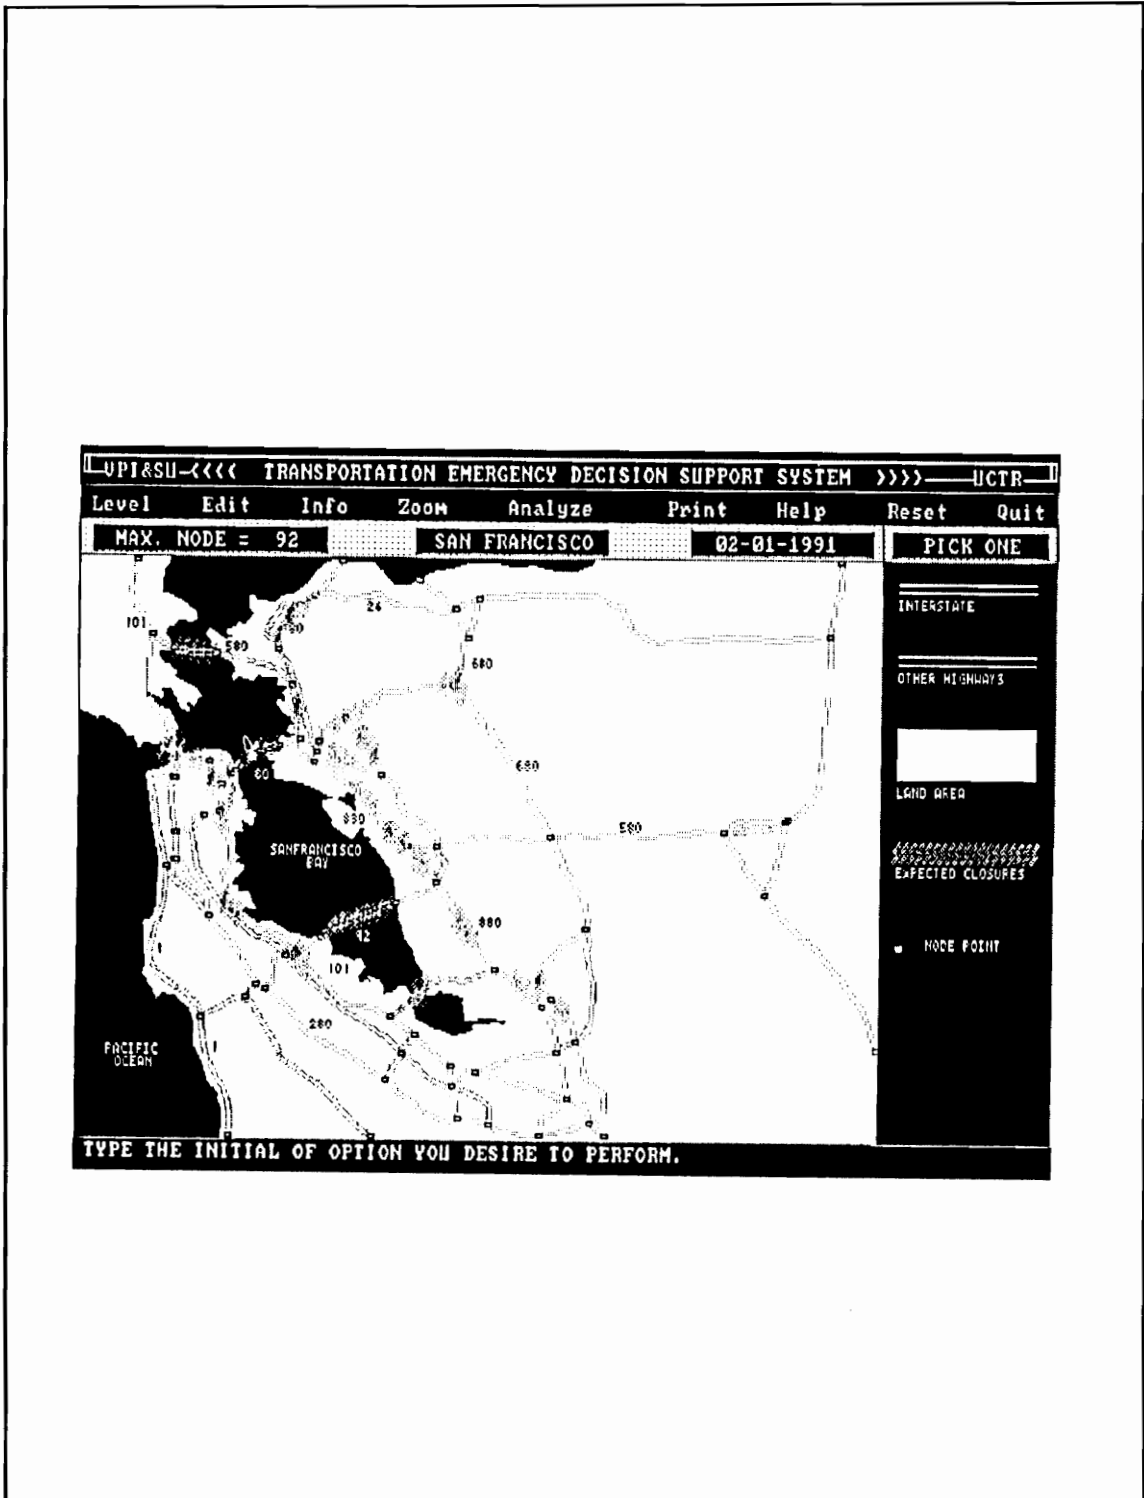 VPI&SU <<<< TRANSPORTATION EMERGENCY DECISION SUPPORT SYSTEM >>>> UCTR
Level Edit Info Zoom Analyze Print Help Reset Quit
MAX. NODE = 92 SAN FRANCISCO 02-01-1991 PICK ONE
INTERSTATE
OTHER HIGHWAYS
LAND AREA
EXPECTED CLOSURES
NODE POINT
101
580
24
680
680
80
580
SANFRANCISCO
BAY
880
92
101
1
280
1
PACIFIC
OCEAN
TYPE THE INITIAL OF OPTION YOU DESIRE TO PERFORM.